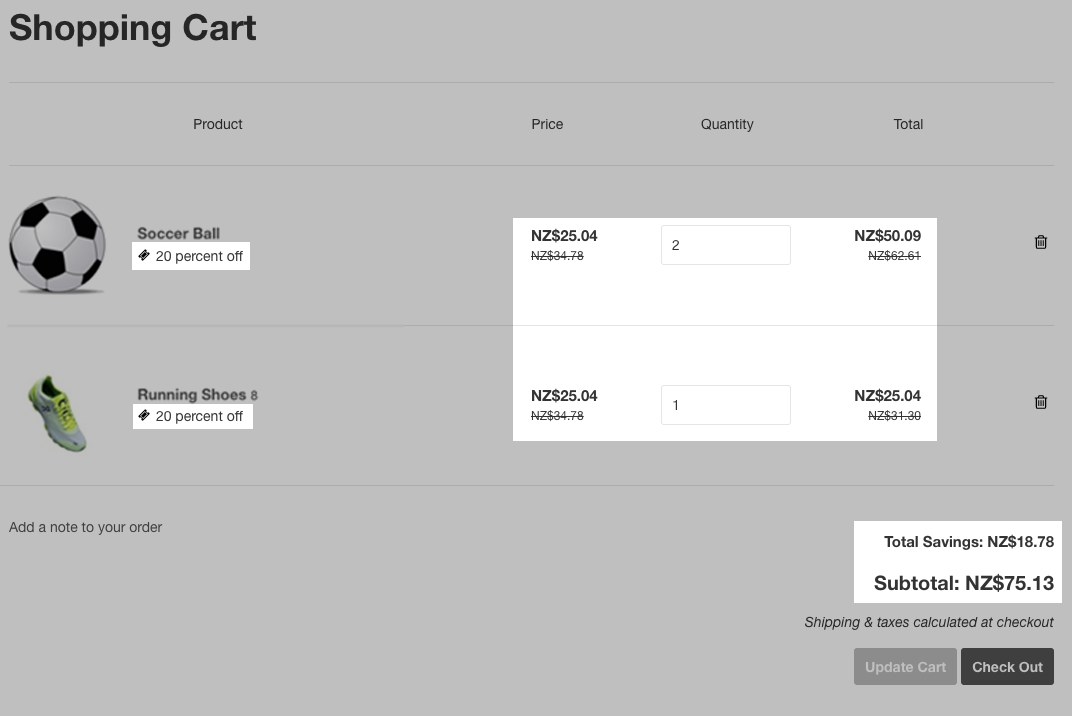 Shopping Cart
Product Price Quantity Total
Soccer Ball
20 percent off
NZ$25.04 2 NZ$50.09
NZ$34.78 NZ$62.61
Running Shoes 8
20 percent off
NZ$25.04 1 NZ$25.04
NZ$34.78 NZ$31.30
Add a note to your order
Total Savings: NZ$18.78
Subtotal: NZ$75.13
Shipping & taxes calculated at checkout
Update Cart Check Out